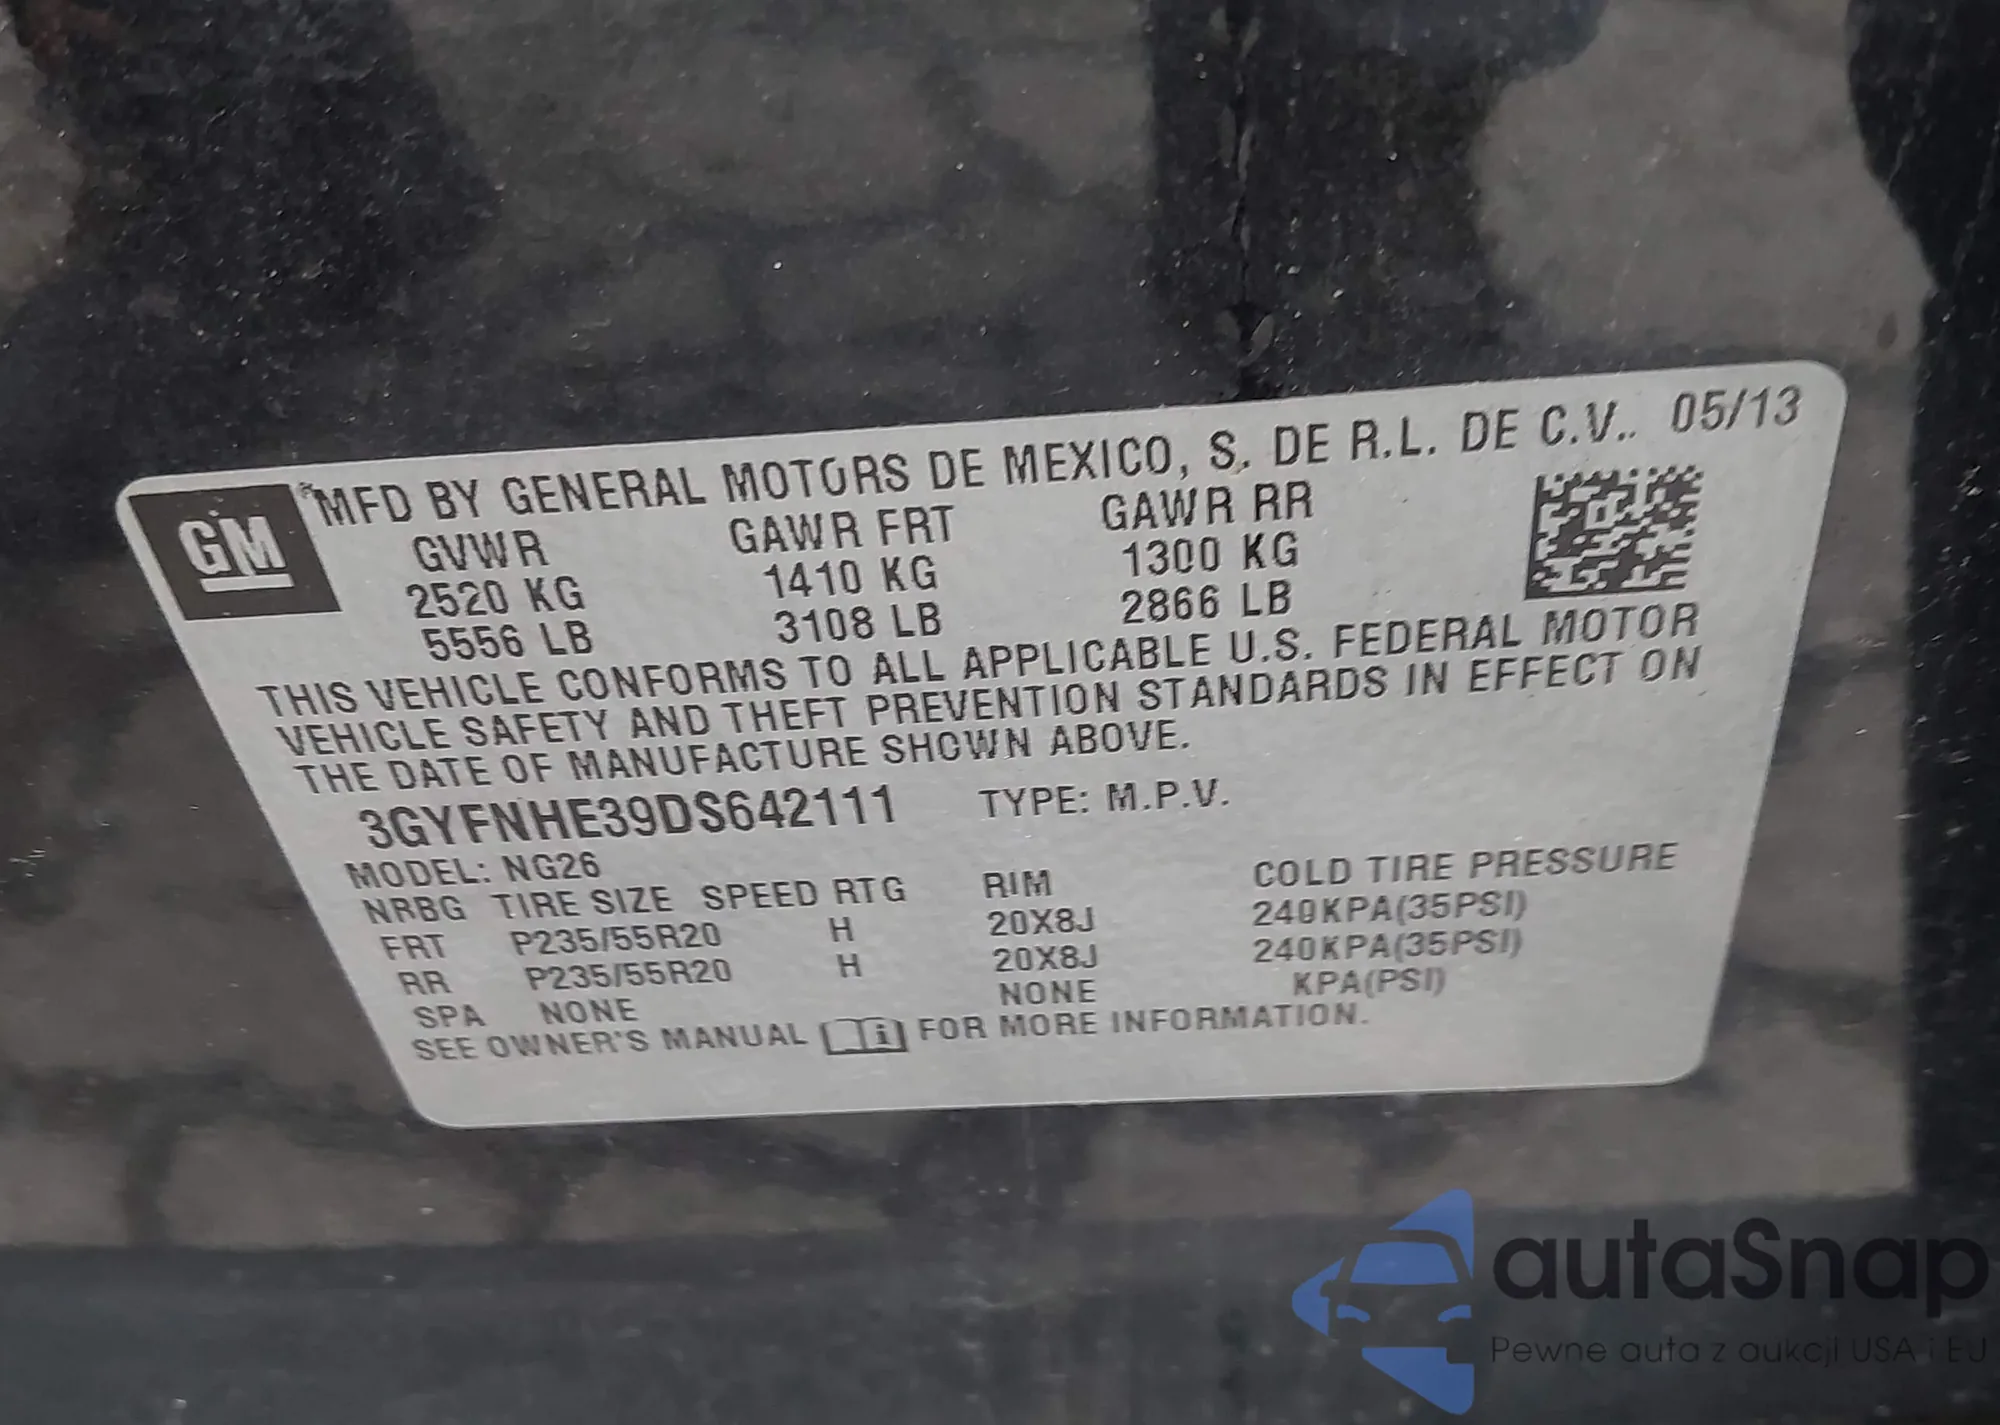 GM
MFD BY GENERAL MOTORS DE MEXICO, S. DE R.L. DE C.V.. 05/13
GVWR GAWR FRT GAWR RR
2520 KG 1410 KG 1300 KG
5556 LB 3108 LB 2866 LB
THIS VEHICLE CONFORMS TO ALL APPLICABLE U.S. FEDERAL MOTOR
VEHICLE SAFETY AND THEFT PREVENTION STANDARDS IN EFFECT ON
THE DATE OF MANUFACTURE SHOWN ABOVE.
3GYFNHE39DS642111 TYPE: M.P.V.
MODEL: NG26
NRBG TIRE SIZE SPEED RTG RIM COLD TIRE PRESSURE
FRT P235/55R20 H 20X8J 240KPA(35PSI)
RR P235/55R20 H 20X8J 240KPA(35PSI)
SPA NONE NONE KPA(PSI)
SEE OWNER'S MANUAL i FOR MORE INFORMATION.
autaSnap
Pewne auta z aukcji USA i EU